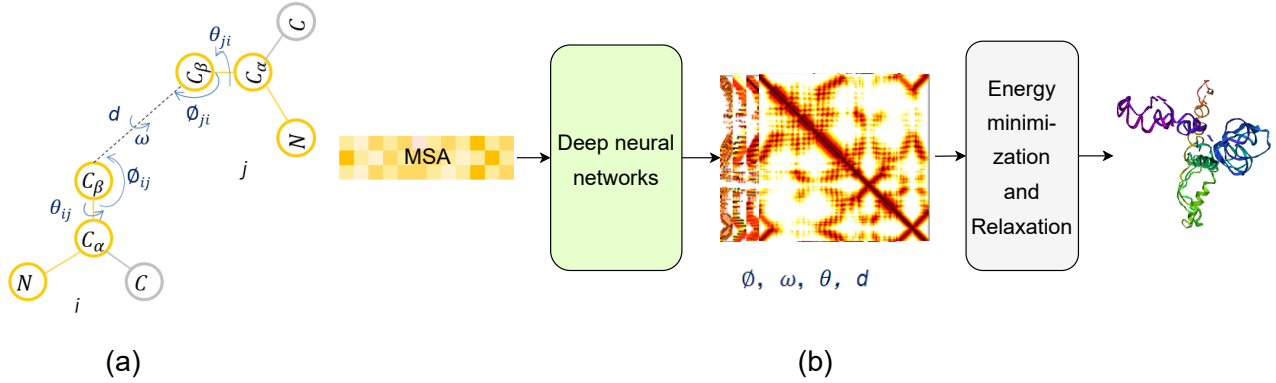 C
θji
Cβ
Cα
d
ω
∅ji
N
j
Cβ
∅ij
θij
Cα
N
C
i
(a)
MSA
Deep neural
networks
∅, ω, θ, d
Energy
minimi-
zation
and
Relaxation
(b)